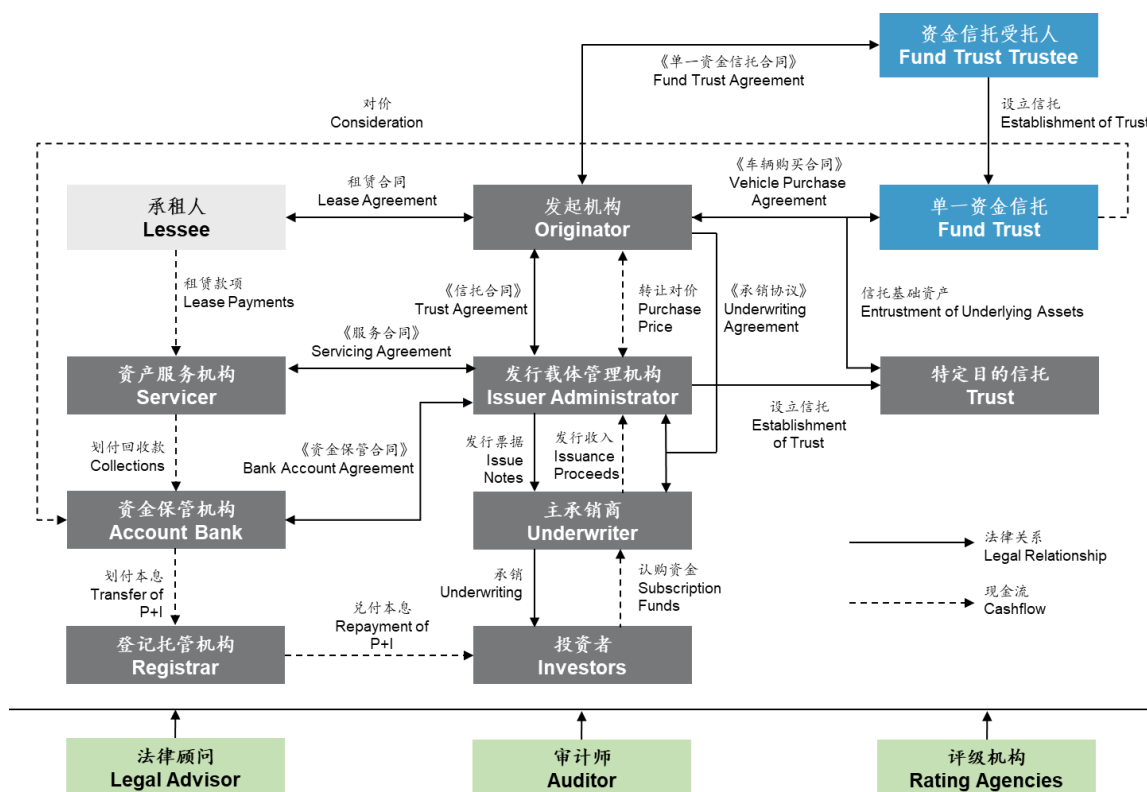 资金信托受托人
Fund Trust Trustee
《单一资金信托合同》
Fund Trust Agreement
对价
Consideration
设立信托
Establishment of Trust
租赁合同
Lease Agreement
《车辆购买合同》
Vehicle Purchase
Agreement
承租人
Lessee
发起机构
Originator
单一资金信托
Fund Trust
租赁款项
Lease Payments
《信托合同》
Trust Agreement
转让对价
Purchase
Price
《承销协议》
Underwriting
Agreement
信托基础资产
Entrustment of Underlying Assets
《服务合同》
Servicing Agreement
资产服务机构
Servicer
发行载体管理机构
Issuer Administrator
特定目的信托
Trust
设立信托
Establishment
of Trust
划付回收款
Collections
《资金保管合同》
Bank Account Agreement
发行票据
Issue
Notes
发行收入
Issuance
Proceeds
资金保管机构
Account Bank
主承销商
Underwriter
法律关系
Legal Relationship
划付本息
Transfer of
P+I
承销
Underwriting
认购资金
Subscription
Funds
现金流
Cashflow
兑付本息
Repayment of
P+I
登记托管机构
Registrar
投资者
Investors
法律顾问
Legal Advisor
审计师
Auditor
评级机构
Rating Agencies